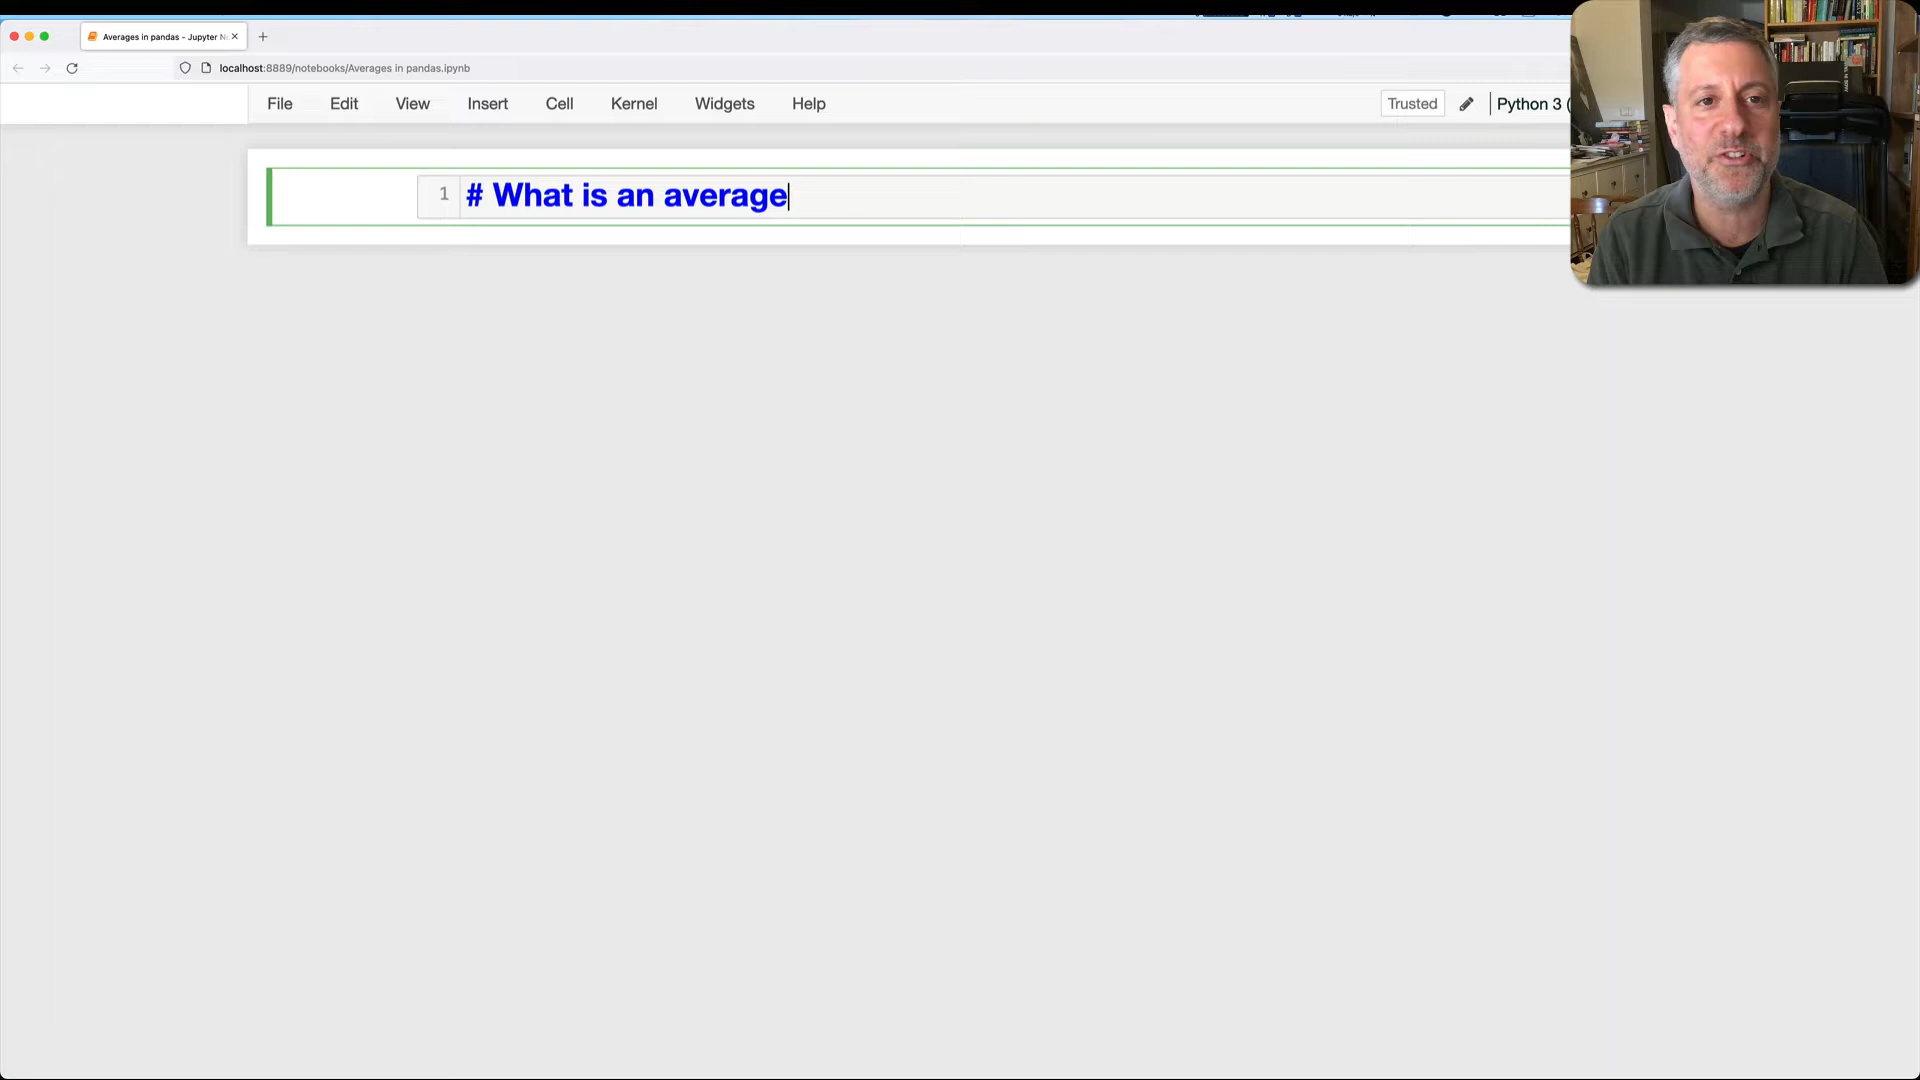 Averages in pandas - Jupyter N
localhost:8889/notebooks/Averages in pandas.ipynb
File Edit View Insert Cell Kernel Widgets Help
Trusted
Python 3 (
1 # What is an average